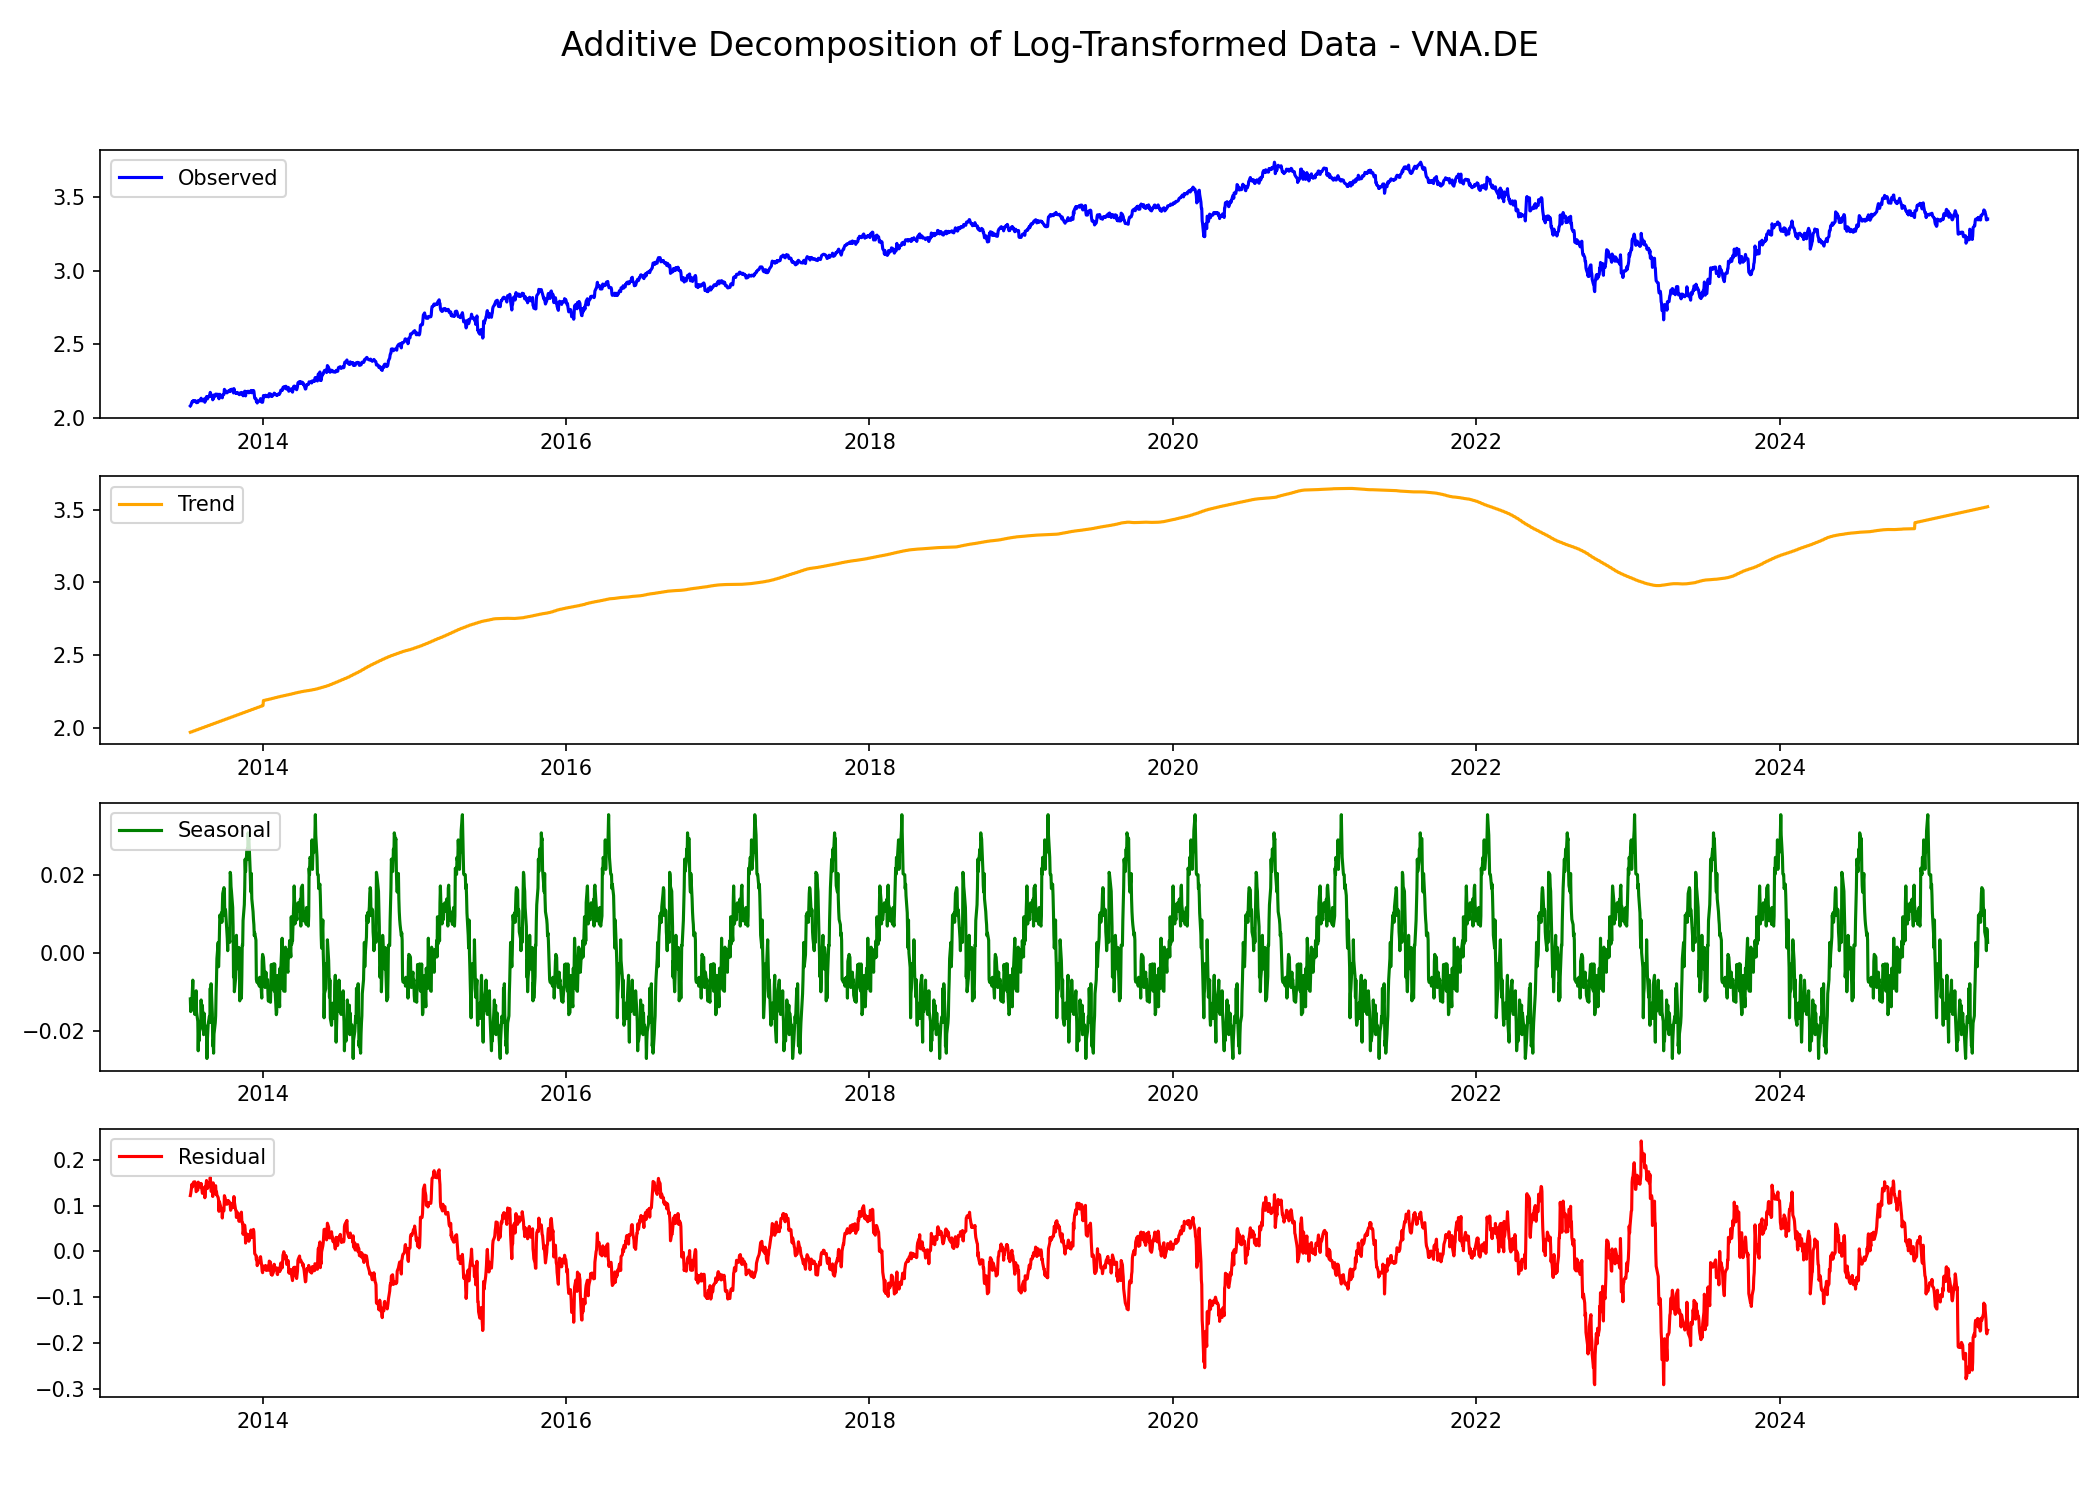 Additive Decomposition of Log-Transformed Data - VNA.DE
Observed
3.5
3.0
2.5
2.0
2014 2016 2018 2020 2022 2024
Trend
3.5
3.0
2.5
2.0
2014 2016 2018 2020 2022 2024
Seasonal
0.02
0.00
−0.02
2014 2016 2018 2020 2022 2024
Residual
0.2
0.1
0.0
−0.1
−0.2
−0.3
2014 2016 2018 2020 2022 2024